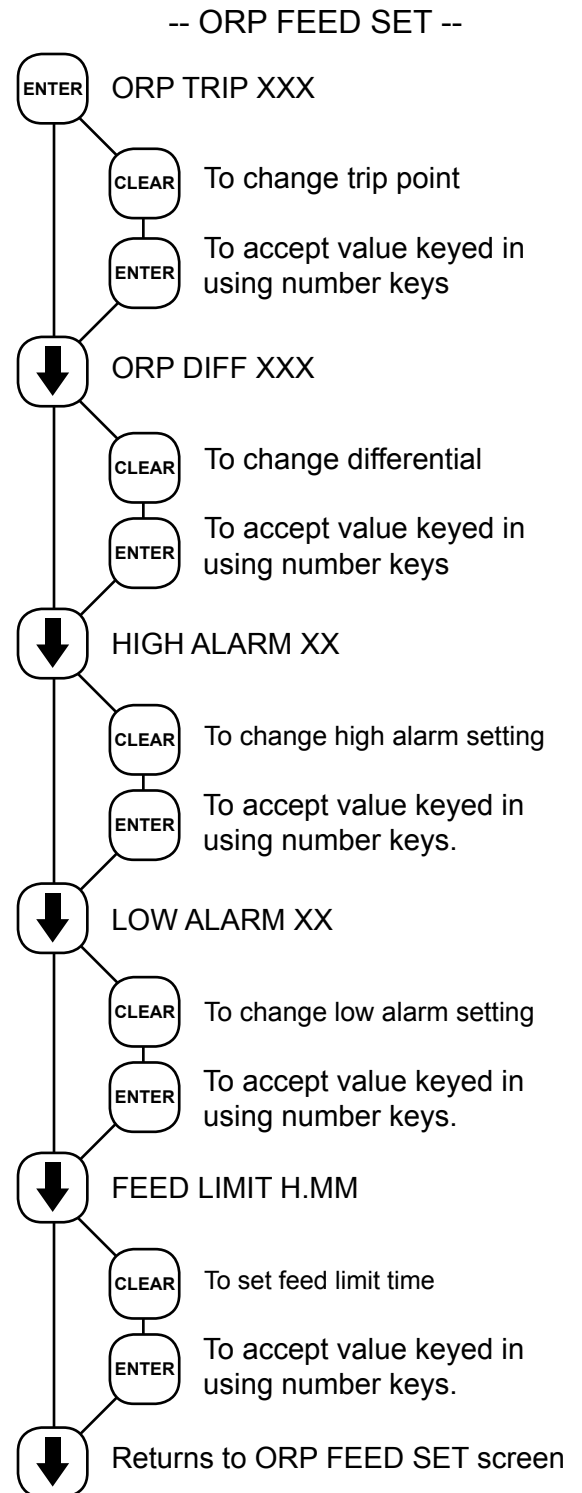 -- ORP FEED SET --
ENTER ORP TRIP XXX
CLEAR To change trip point
ENTER To accept value keyed in
using number keys
ORP DIFF XXX
CLEAR To change differential
ENTER To accept value keyed in
using number keys
HIGH ALARM XX
CLEAR To change high alarm setting
ENTER To accept value keyed in
using number keys.
LOW ALARM XX
CLEAR To change low alarm setting
ENTER To accept value keyed in
using number keys.
FEED LIMIT H.MM
CLEAR To set feed limit time
ENTER To accept value keyed in
using number keys.
Returns to ORP FEED SET screen